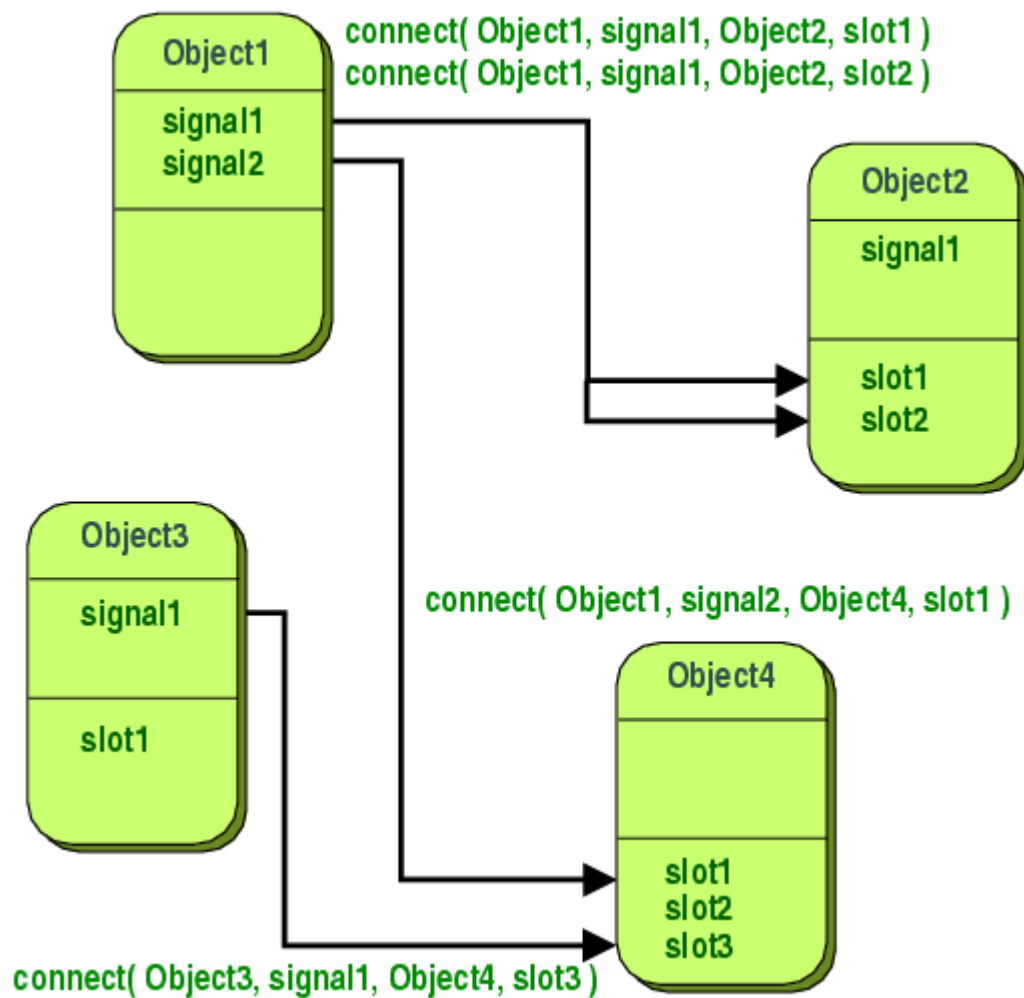 Object1
signal1
signal2
connect( Object1, signal1, Object2, slot1 )
connect( Object1, signal1, Object2, slot2 )
Object2
signal1
slot1
slot2
Object3
signal1
slot1
connect( Object1, signal2, Object4, slot1 )
Object4
slot1
slot2
slot3
connect( Object3, signal1, Object4, slot3 )